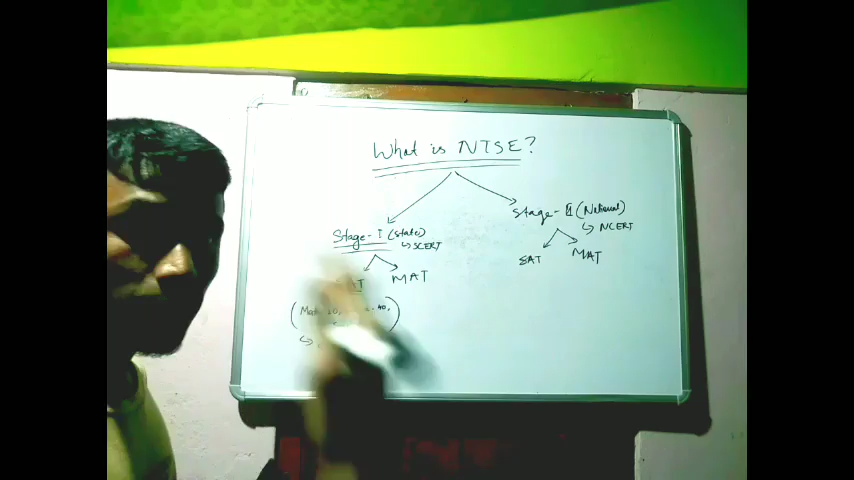 What is NTSE?
Stage-I (State)
↳ SCERT
MAT
Stage-II (National)
↳ NCERT
SAT MAT